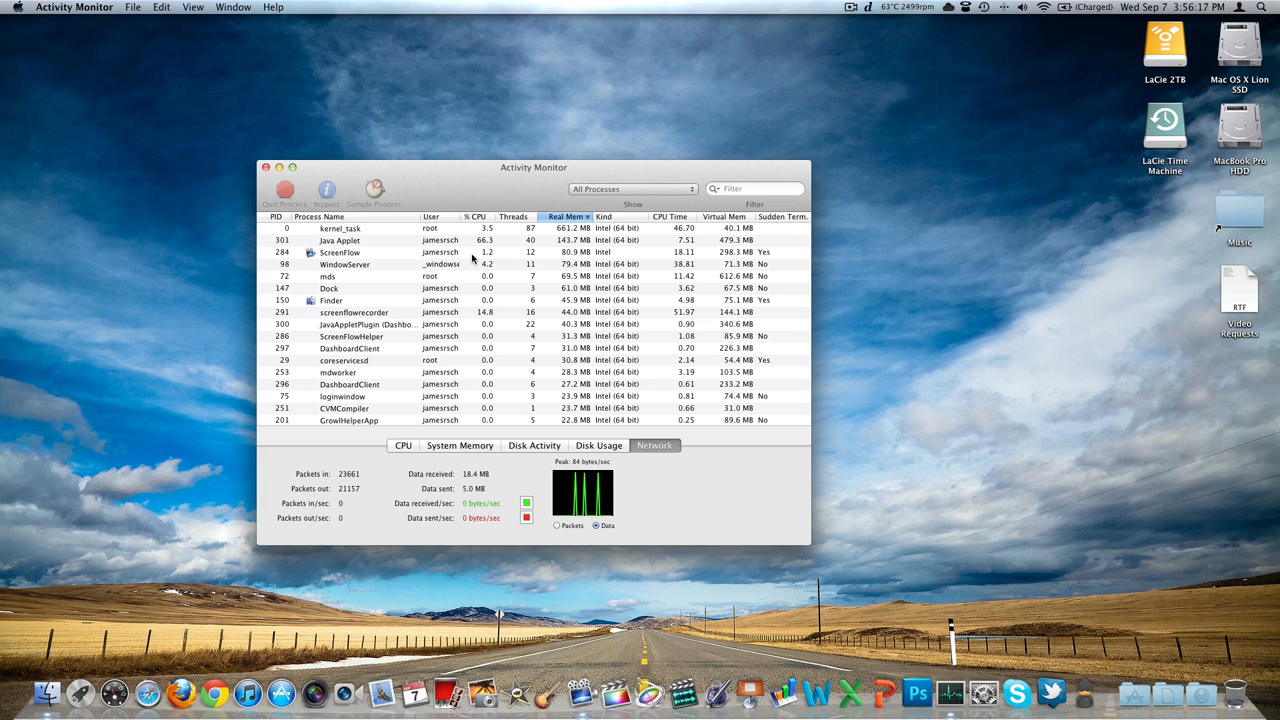 Activity Monitor File Edit View Window Help
63°C 2499rpm (Charged) Wed Sep 7 3:56:17 PM
LaCie 2TB
Mac OS X Lion
SSD
LaCie Time
Machine
MacBook Pro
HDD
Music
RTF
Video
Requests
Activity Monitor
All Processes
Filter
Quit Process Inspect Sample Process Show Filter
PID Process Name User % CPU Threads Real Mem Kind CPU Time Virtual Mem Sudden Term.
0 kernel_task root 3.5 87 661.2 MB Intel (64 bit) 46.70 40.1 MB
301 Java Applet jamesrsch 66.3 40 143.7 MB Intel (64 bit) 7.51 479.3 MB
284 ScreenFlow jamesrsch 1.2 12 80.9 MB Intel 18.11 298.3 MB Yes
98 WindowServer _windowse 4.2 11 79.4 MB Intel (64 bit) 38.81 71.3 MB No
72 mds root 0.0 7 69.5 MB Intel (64 bit) 11.42 612.6 MB No
147 Dock jamesrsch 0.0 3 61.0 MB Intel (64 bit) 3.62 67.5 MB No
150 Finder jamesrsch 0.0 6 45.9 MB Intel (64 bit) 4.98 75.1 MB Yes
291 screenflowrecorder jamesrsch 14.8 16 44.0 MB Intel (64 bit) 51.97 144.1 MB
300 JavaAppletPlugin (Dashbo... jamesrsch 0.0 22 40.3 MB Intel (64 bit) 0.90 340.6 MB
286 ScreenFlowHelper jamesrsch 0.0 4 31.3 MB Intel (64 bit) 1.08 85.9 MB No
297 DashboardClient jamesrsch 0.0 7 31.0 MB Intel (64 bit) 0.70 226.3 MB
29 coreservicesd root 0.0 4 30.8 MB Intel (64 bit) 2.14 54.4 MB Yes
253 mdworker jamesrsch 0.0 4 28.3 MB Intel (64 bit) 3.19 103.5 MB
296 DashboardClient jamesrsch 0.0 6 27.2 MB Intel (64 bit) 0.61 233.2 MB
75 loginwindow jamesrsch 0.0 3 23.9 MB Intel (64 bit) 0.81 74.4 MB No
251 CVMCompiler jamesrsch 0.0 1 23.7 MB Intel (64 bit) 0.66 31.0 MB
201 GrowlHelperApp jamesrsch 0.0 5 22.8 MB Intel (64 bit) 0.25 89.6 MB No
CPU System Memory Disk Activity Disk Usage Network
Peak: 84 bytes/sec
Packets in: 23661 Data received: 18.4 MB
Packets out: 21157 Data sent: 5.0 MB
Packets in/sec: 0 Data received/sec: 0 bytes/sec
Packets out/sec: 0 Data sent/sec: 0 bytes/sec
Packets Data
7
Ps